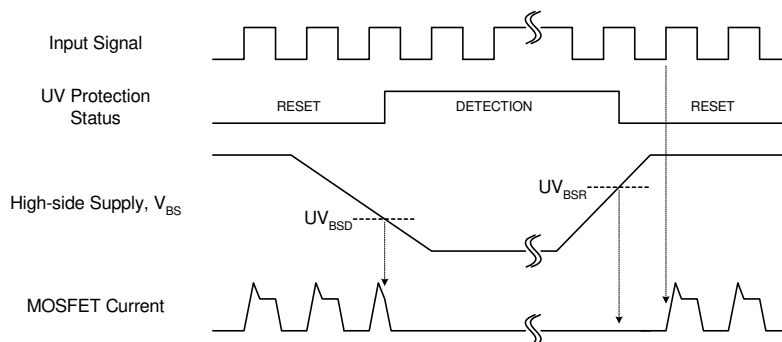 Input Signal
UV Protection
Status
RESET
DETECTION
RESET
High-side Supply, V_BS
UV_BSD
UV_BSR
MOSFET Current